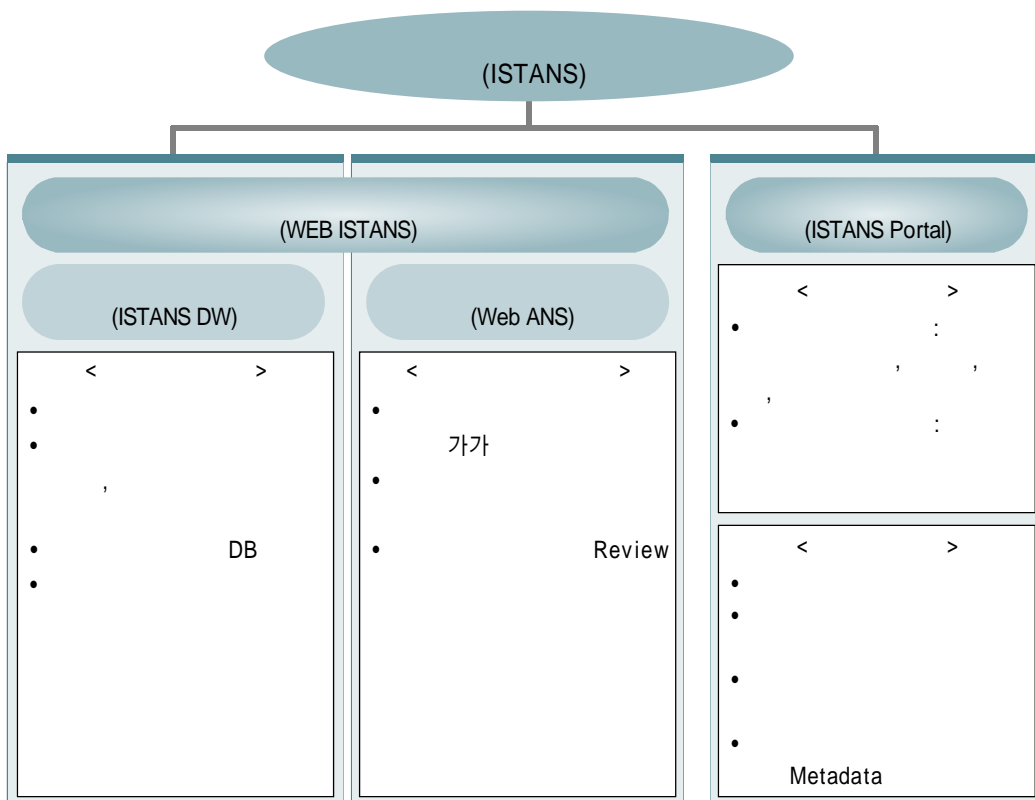 (ISTANS)
(WEB ISTANS)
(ISTANS DW)
< >
•
•
,
• DB
•
(Web ANS)
< >
•
가가
•
• Review
(ISTANS Portal)
< >
• :
, ,
,
• :
< >
•
•
•
•
Metadata